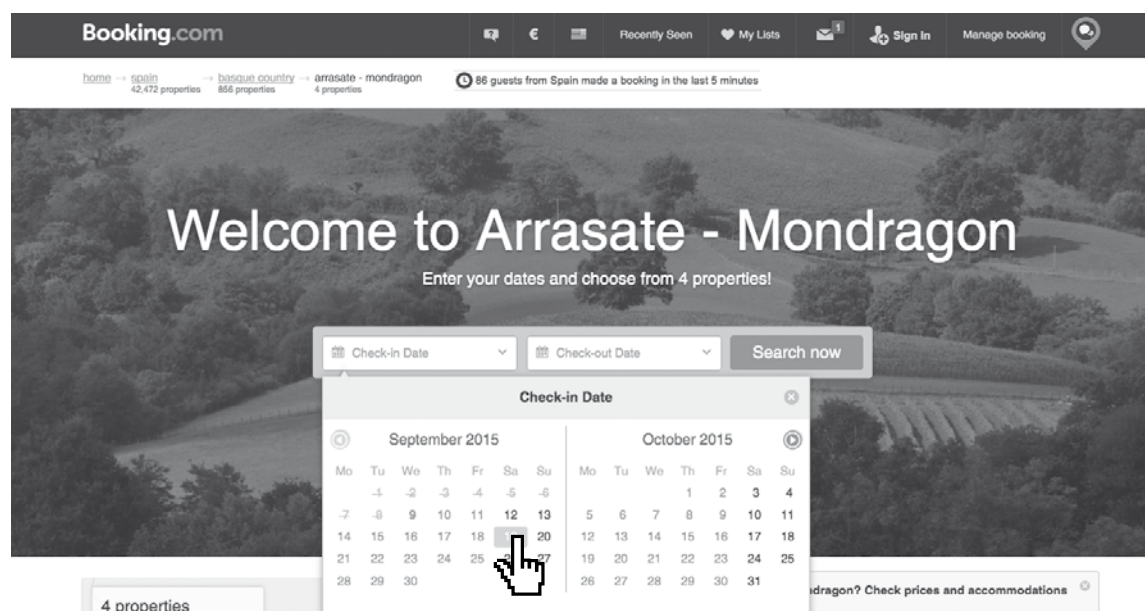 Booking.com
€ Recently Seen My Lists 1 Sign In Manage booking
home → spain → basque country → arrasate - mondragon
42,472 properties 856 properties 4 properties
86 guests from Spain made a booking in the last 5 minutes
Welcome to Arrasate - Mondragon
Enter your dates and choose from 4 properties!
Check-in Date Check-out Date Search now
Check-in Date
September 2015 October 2015
Mo Tu We Th Fr Sa Su Mo Tu We Th Fr Sa Su
1 2 3 4 5 6 1 2 3 4
7 8 9 10 11 12 13 5 6 7 8 9 10 11
14 15 16 17 18 20 12 13 14 15 16 17 18
21 22 23 24 25 27 19 20 21 22 23 24 25
28 29 30 26 27 28 29 30 31
4 properties
dragon? Check prices and accommodations